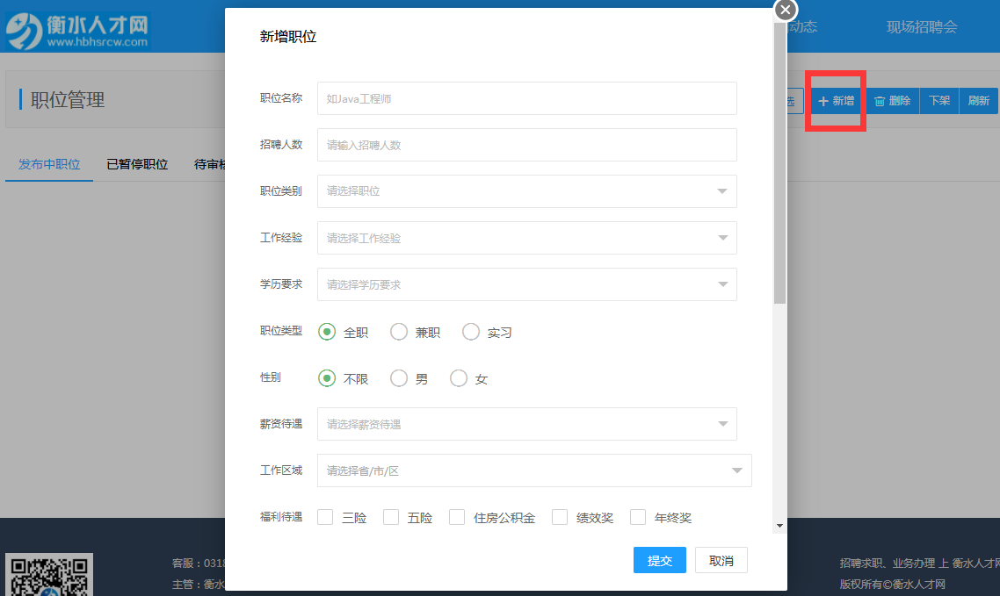 衡水人才网
www.hbhsrcw.com
动态
现场招聘会
职位管理
选
新增
删除
下架
刷新
发布中职位
已暂停职位
待审核
新增职位
职位名称
如Java工程师
招聘人数
请输入招聘人数
职位类别
请选择职位
工作经验
请选择工作经验
学历要求
请选择学历要求
职位类型
全职 兼职 实习
性别
不限 男 女
薪资待遇
请选择薪资待遇
工作区域
请选择省/市/区
福利待遇
三险 五险 住房公积金 绩效奖 年终奖
提交
取消
客服：0318
主管：衡水
招聘求职、业务办理 上 衡水人才网
版权所有©衡水人才网